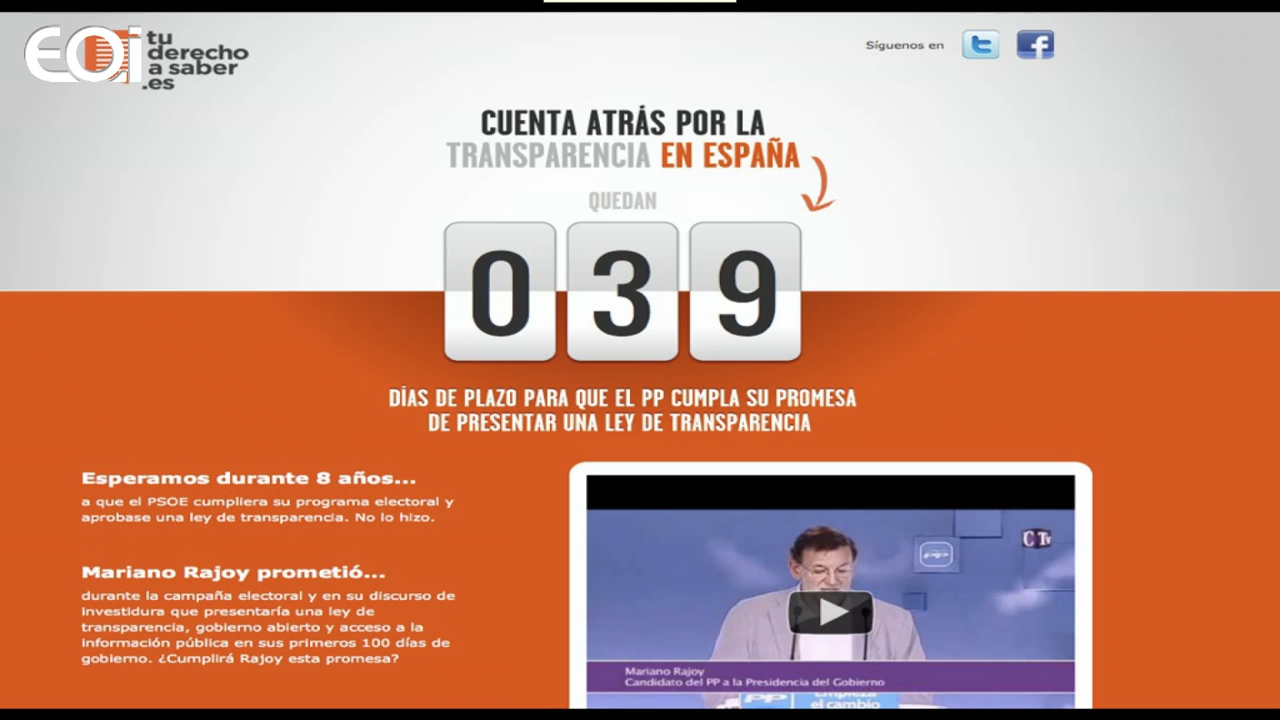 EOi
tu
derecho
a saber
.es
Síguenos en
CUENTA ATRÁS POR LA
TRANSPARENCIA EN ESPAÑA
QUEDAN
039
DÍAS DE PLAZO PARA QUE EL PP CUMPLA SU PROMESA
DE PRESENTAR UNA LEY DE TRANSPARENCIA
Esperamos durante 8 años...
a que el PSOE cumpliera su programa electoral y
aprobase una ley de transparencia. No lo hizo.
Mariano Rajoy prometió...
durante la campaña electoral y en su discurso de
investidura que presentaría una ley de
transparencia, gobierno abierto y acceso a la
información pública en sus primeros 100 días de
gobierno. ¿Cumplirá Rajoy esta promesa?
CTv
Mariano Rajoy
Candidato del PP a la Presidencia del Gobierno
PP
Empieza
el cambio